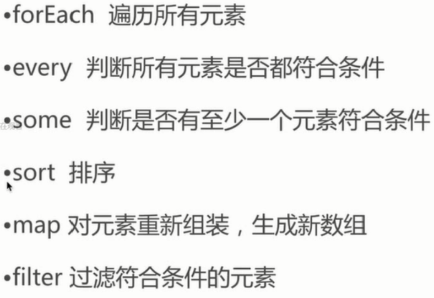 •forEach 遍历所有元素
•every 判断所有元素是否都符合条件
•some 判断是否有至少一个元素符合条件
•sort 排序
•map 对元素重新组装，生成新数组
•filter 过滤符合条件的元素